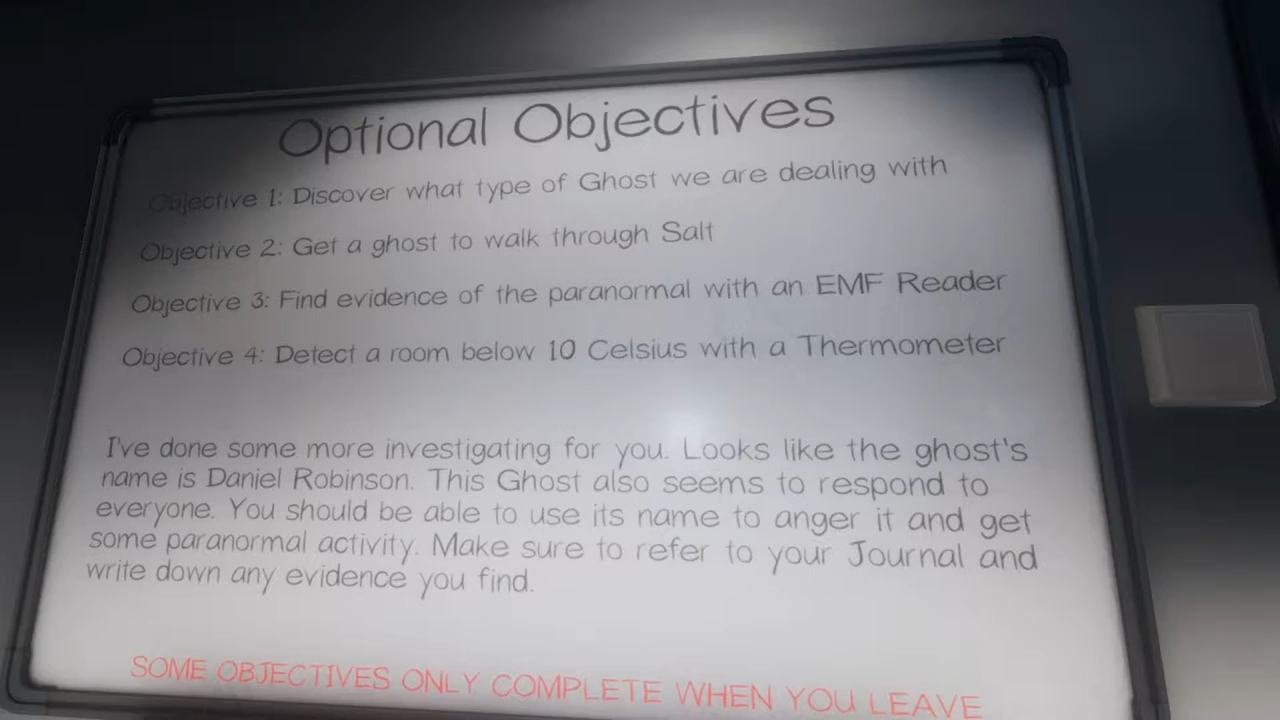 Optional Objectives
Objective 1: Discover what type of Ghost we are dealing with
Objective 2: Get a ghost to walk through Salt
Objective 3: Find evidence of the paranormal with an EMF Reader
Objective 4: Detect a room below 10 Celsius with a Thermometer
I've done some more investigating for you. Looks like the ghost's
name is Daniel Robinson. This Ghost also seems to respond to
everyone. You should be able to use its name to anger it and get
some paranormal activity. Make sure to refer to your Journal and
write down any evidence you find.
SOME OBJECTIVES ONLY COMPLETE WHEN YOU LEAVE